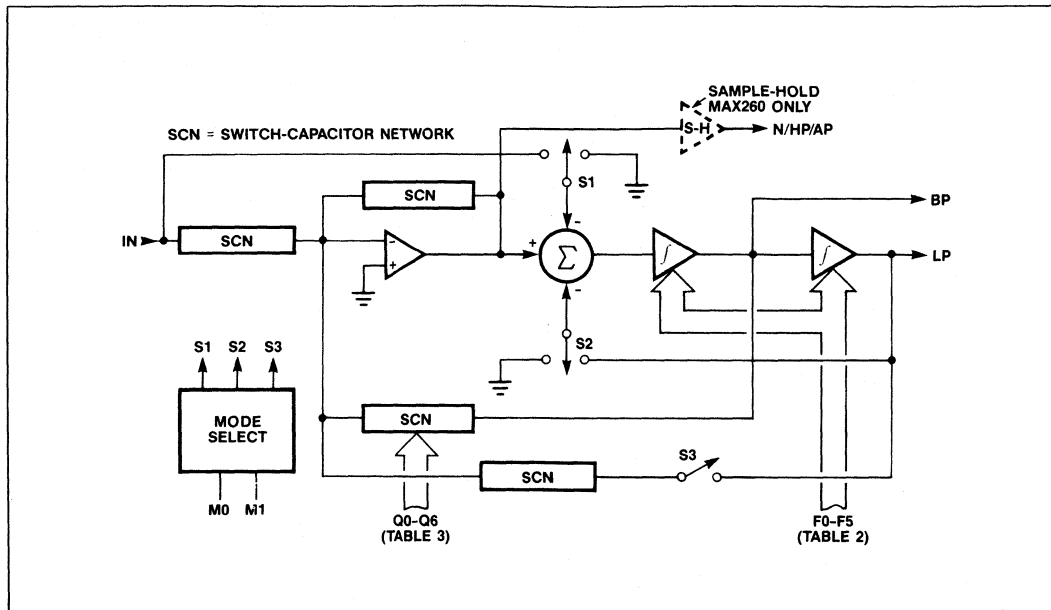 SAMPLE-HOLD
MAX260 ONLY
SCN = SWITCH-CAPACITOR NETWORK
S-H
N/HP/AP
SCN
S1
BP
IN
SCN
-
+
+
-
Σ
-
∫
∫
LP
S1 S2 S3
S2
MODE
SELECT
SCN
S3
SCN
M0 M1
Q0-Q6
(TABLE 3)
F0-F5
(TABLE 2)